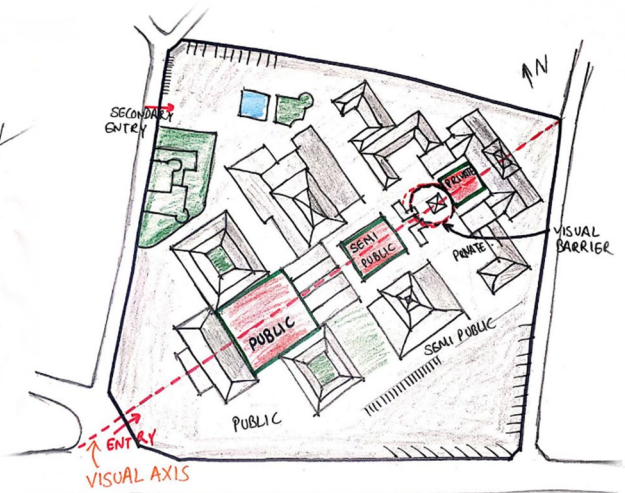 N
SECONDARY
ENTRY
PRIVATE
SEMI
PUBLIC
VISUAL
BARRIER
PRIVATE
PUBLIC
SEMI PUBLIC
PUBLIC
ENTRY
VISUAL AXIS